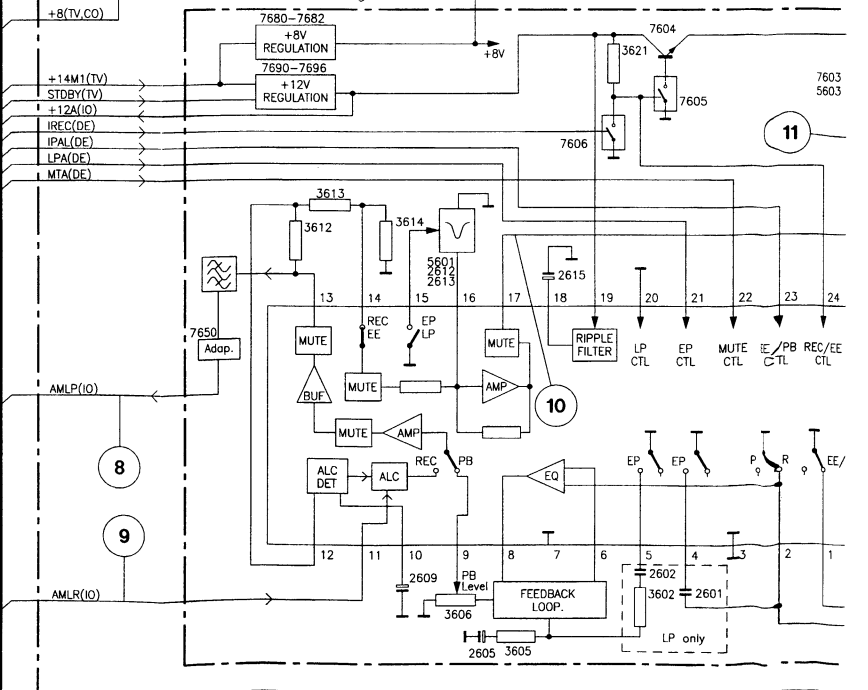 +8(TV,CO)
7680-7682
+8V
REGULATION
+8V
7690-7696
+12V
REGULATION
7604
3621
7605
7606
7603
5603
11
+14M1(TV)
STDBY(TV)
+12A(IO)
IREC(DE)
IPAL(DE)
LPA(DE)
MTA(DE)
3613
3612
3614
5601
2612
2613
2615
13
14
15
16
17
18
19
20
21
22
23
24
REC
EE
EP
LP
7650
Adap.
MUTE
MUTE
RIPPLE
FILTER
LP
CTL
EP
CTL
MUTE
CTL
EE/PB
CTL
REC/EE
CTL
BUF
MUTE
AMP
10
AMLP(IO)
8
MUTE
AMP
REC
PB
ALC
DET
ALC
EQ
EP
EP
P
R
EE/
9
12
11
10
9
8
7
6
5
4
3
2
1
AMLR(IO)
2609
PB
Level
3606
FEEDBACK
LOOP.
2602
3602
2601
LP only
2605
3605